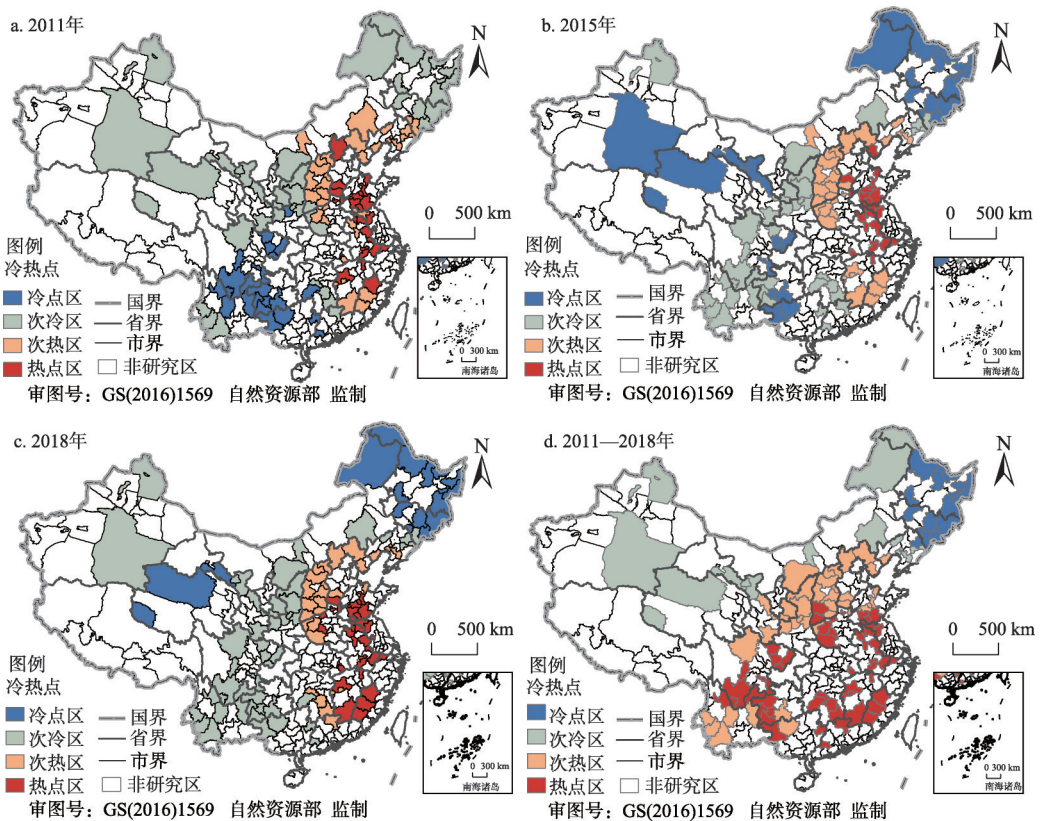 a. 2011年
N
0 500 km
图例
冷热点
冷点区
国界
次冷区
省界
次热区
市界
热点区
非研究区
0 300 km
南海诸岛
审图号：GS(2016)1569 自然资源部 监制
b. 2015年
N
0 500 km
图例
冷热点
冷点区
国界
次冷区
省界
次热区
市界
热点区
非研究区
0 300 km
南海诸岛
审图号：GS(2016)1569 自然资源部 监制
c. 2018年
N
0 500 km
图例
冷热点
冷点区
国界
次冷区
省界
次热区
市界
热点区
非研究区
0 300 km
南海诸岛
审图号：GS(2016)1569 自然资源部 监制
d. 2011—2018年
N
0 500 km
图例
冷热点
冷点区
国界
次冷区
省界
次热区
市界
热点区
非研究区
0 300 km
南海诸岛
审图号：GS(2016)1569 自然资源部 监制